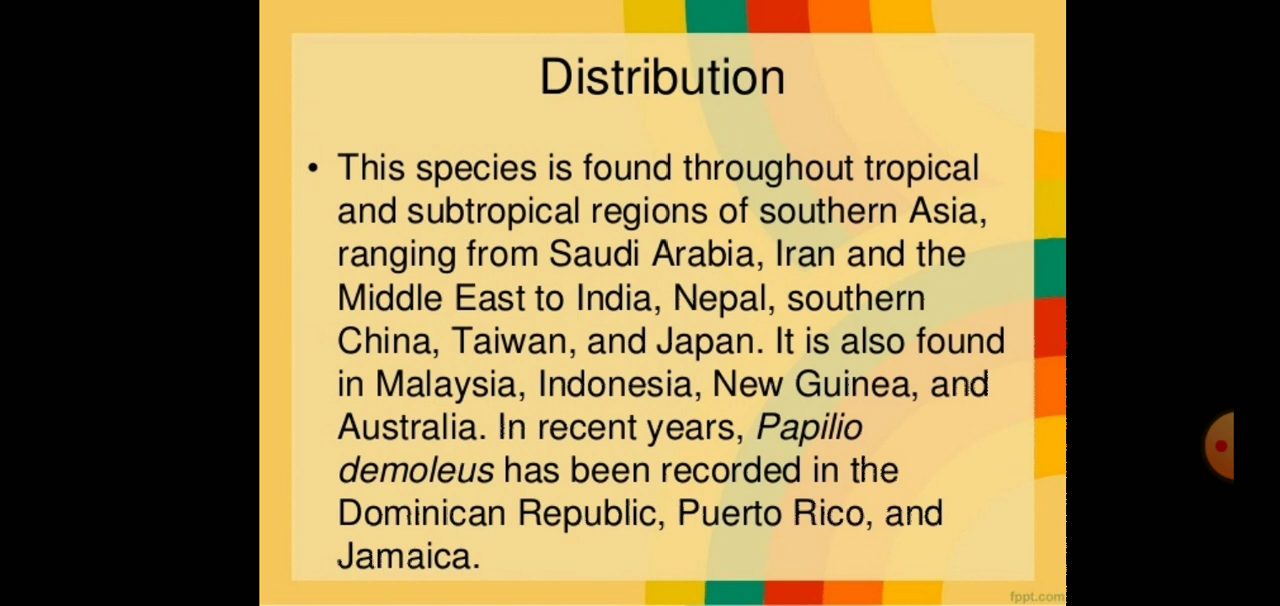 Distribution
• This species is found throughout tropical
and subtropical regions of southern Asia,
ranging from Saudi Arabia, Iran and the
Middle East to India, Nepal, southern
China, Taiwan, and Japan. It is also found
in Malaysia, Indonesia, New Guinea, and
Australia. In recent years, Papilio
demoleus has been recorded in the
Dominican Republic, Puerto Rico, and
Jamaica.
fppt.com